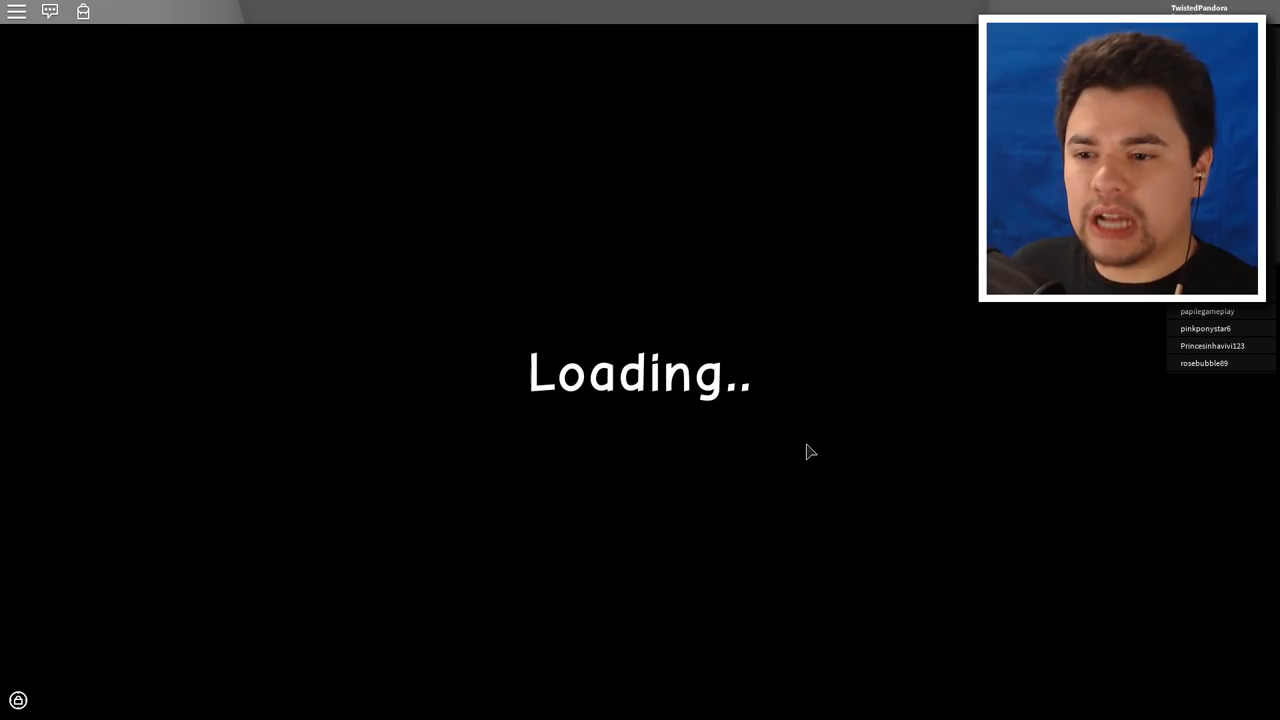 TwistedPandora
papilegameplay
pinkponystar6
Princesinhavivi123
rosebubble89
Loading..